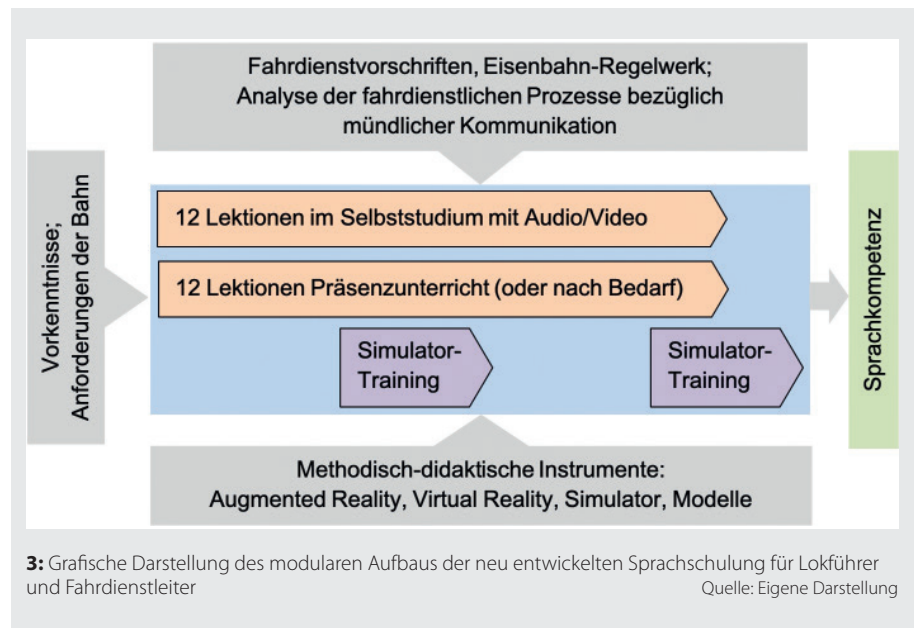 Fahrdienstvorschriften, Eisenbahn-Regelwerk;
Analyse der fahrdienstlichen Prozesse bezüglich
mündlicher Kommunikation
Vorkenntnisse;
Anforderungen der Bahn
12 Lektionen im Selbststudium mit Audio/Video
12 Lektionen Präsenzunterricht (oder nach Bedarf)
Simulator-
Training
Simulator-
Training
Sprachkompetenz
Methodisch-didaktische Instrumente:
Augmented Reality, Virtual Reality, Simulator, Modelle
3: Grafische Darstellung des modularen Aufbaus der neu entwickelten Sprachschulung für Lokführer
und Fahrdienstleiter
Quelle: Eigene Darstellung